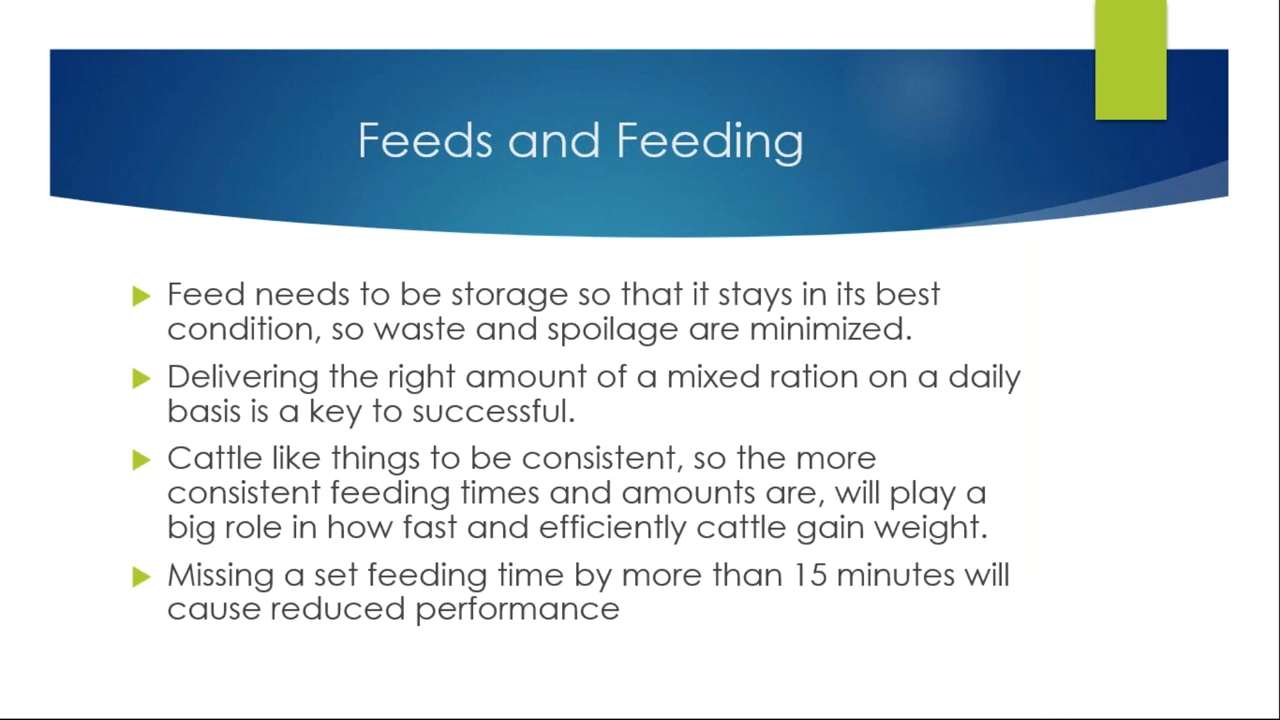 Feeds and Feeding
Feed needs to be storage so that it stays in its best
condition, so waste and spoilage are minimized.
Delivering the right amount of a mixed ration on a daily
basis is a key to successful.
Cattle like things to be consistent, so the more
consistent feeding times and amounts are, will play a
big role in how fast and efficiently cattle gain weight.
Missing a set feeding time by more than 15 minutes will
cause reduced performance